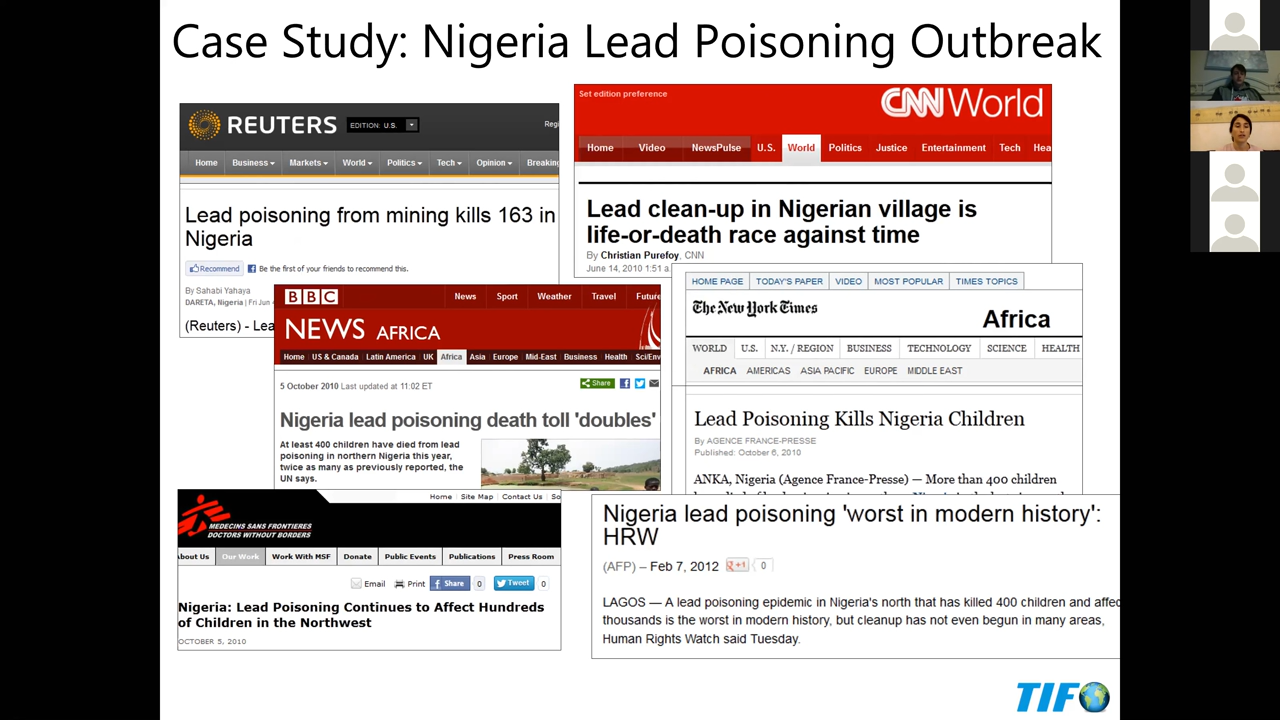 Case Study: Nigeria Lead Poisoning Outbreak
REUTERS EDITION: U.S.
Home Business Markets World Politics Tech Opinion Breaking
Lead poisoning from mining kills 163 in
Nigeria
Recommend Be the first of your friends to recommend this.
By Sahabi Yahaya
DARETA, Nigeria | Fri Jun
(Reuters) - Lea
Set edition preference
CNN World
Home Video NewsPulse U.S. World Politics Justice Entertainment Tech Hea
Lead clean-up in Nigerian village is
life-or-death race against time
By Christian Purefoy, CNN
June 14, 2010 1:51 a
BBC News Sport Weather Travel Future
NEWS AFRICA
Home US & Canada Latin America UK Africa Asia Europe Mid-East Business Health Sci/Env
5 October 2010 Last updated at 11:02 ET Share
Nigeria lead poisoning death toll 'doubles'
At least 400 children have died from lead
poisoning in northern Nigeria this year,
twice as many as previously reported, the
UN says.
HOME PAGE TODAY'S PAPER VIDEO MOST POPULAR TIMES TOPICS
The New York Times
Africa
WORLD U.S. N.Y. / REGION BUSINESS TECHNOLOGY SCIENCE HEALTH
AFRICA AMERICAS ASIA PACIFIC EUROPE MIDDLE EAST
Lead Poisoning Kills Nigeria Children
By AGENCE FRANCE-PRESSE
Published: October 6, 2010
ANKA, Nigeria (Agence France-Presse) — More than 400 children
Home | Site Map | Contact Us | So
MEDECINS SANS FRONTIERES
DOCTORS WITHOUT BORDERS
About Us Our Work Work With MSF Donate Public Events Publications Press Room
Email Print Share 0 Tweet 0
Nigeria: Lead Poisoning Continues to Affect Hundreds
of Children in the Northwest
OCTOBER 5, 2010
Nigeria lead poisoning 'worst in modern history':
HRW
(AFP) – Feb 7, 2012 +1 0
LAGOS — A lead poisoning epidemic in Nigeria's north that has killed 400 children and affec
thousands is the worst in modern history, but cleanup has not even begun in many areas,
Human Rights Watch said Tuesday.
TIFO